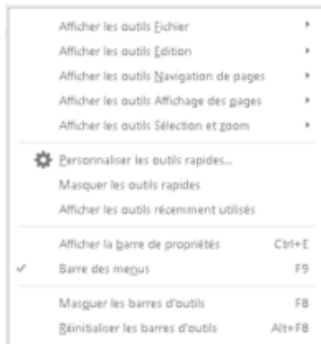 Afficher les outils Fichier
Afficher les outils Edition
Afficher les outils Navigation de pages
Afficher les outils Affichage des pages
Afficher les outils Sélection et zoom
Personnaliser les outils rapides...
Masquer les outils rapides
Afficher les outils récemment utilisés
Afficher la barre de propriétés Ctrl+E
Barre des menus F9
Masquer les barres d'outils F8
Réinitialiser les barres d'outils Alt+F8